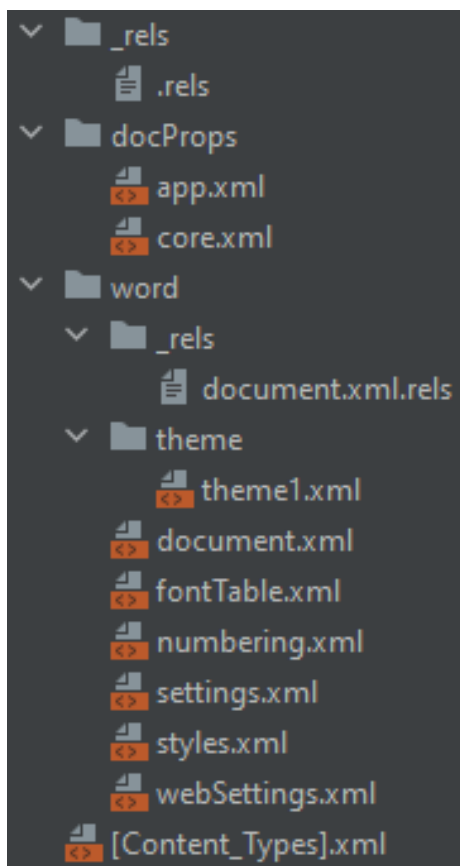 _rels
.rels
docProps
app.xml
core.xml
word
_rels
document.xml.rels
theme
theme1.xml
document.xml
fontTable.xml
numbering.xml
settings.xml
styles.xml
webSettings.xml
[Content_Types].xml